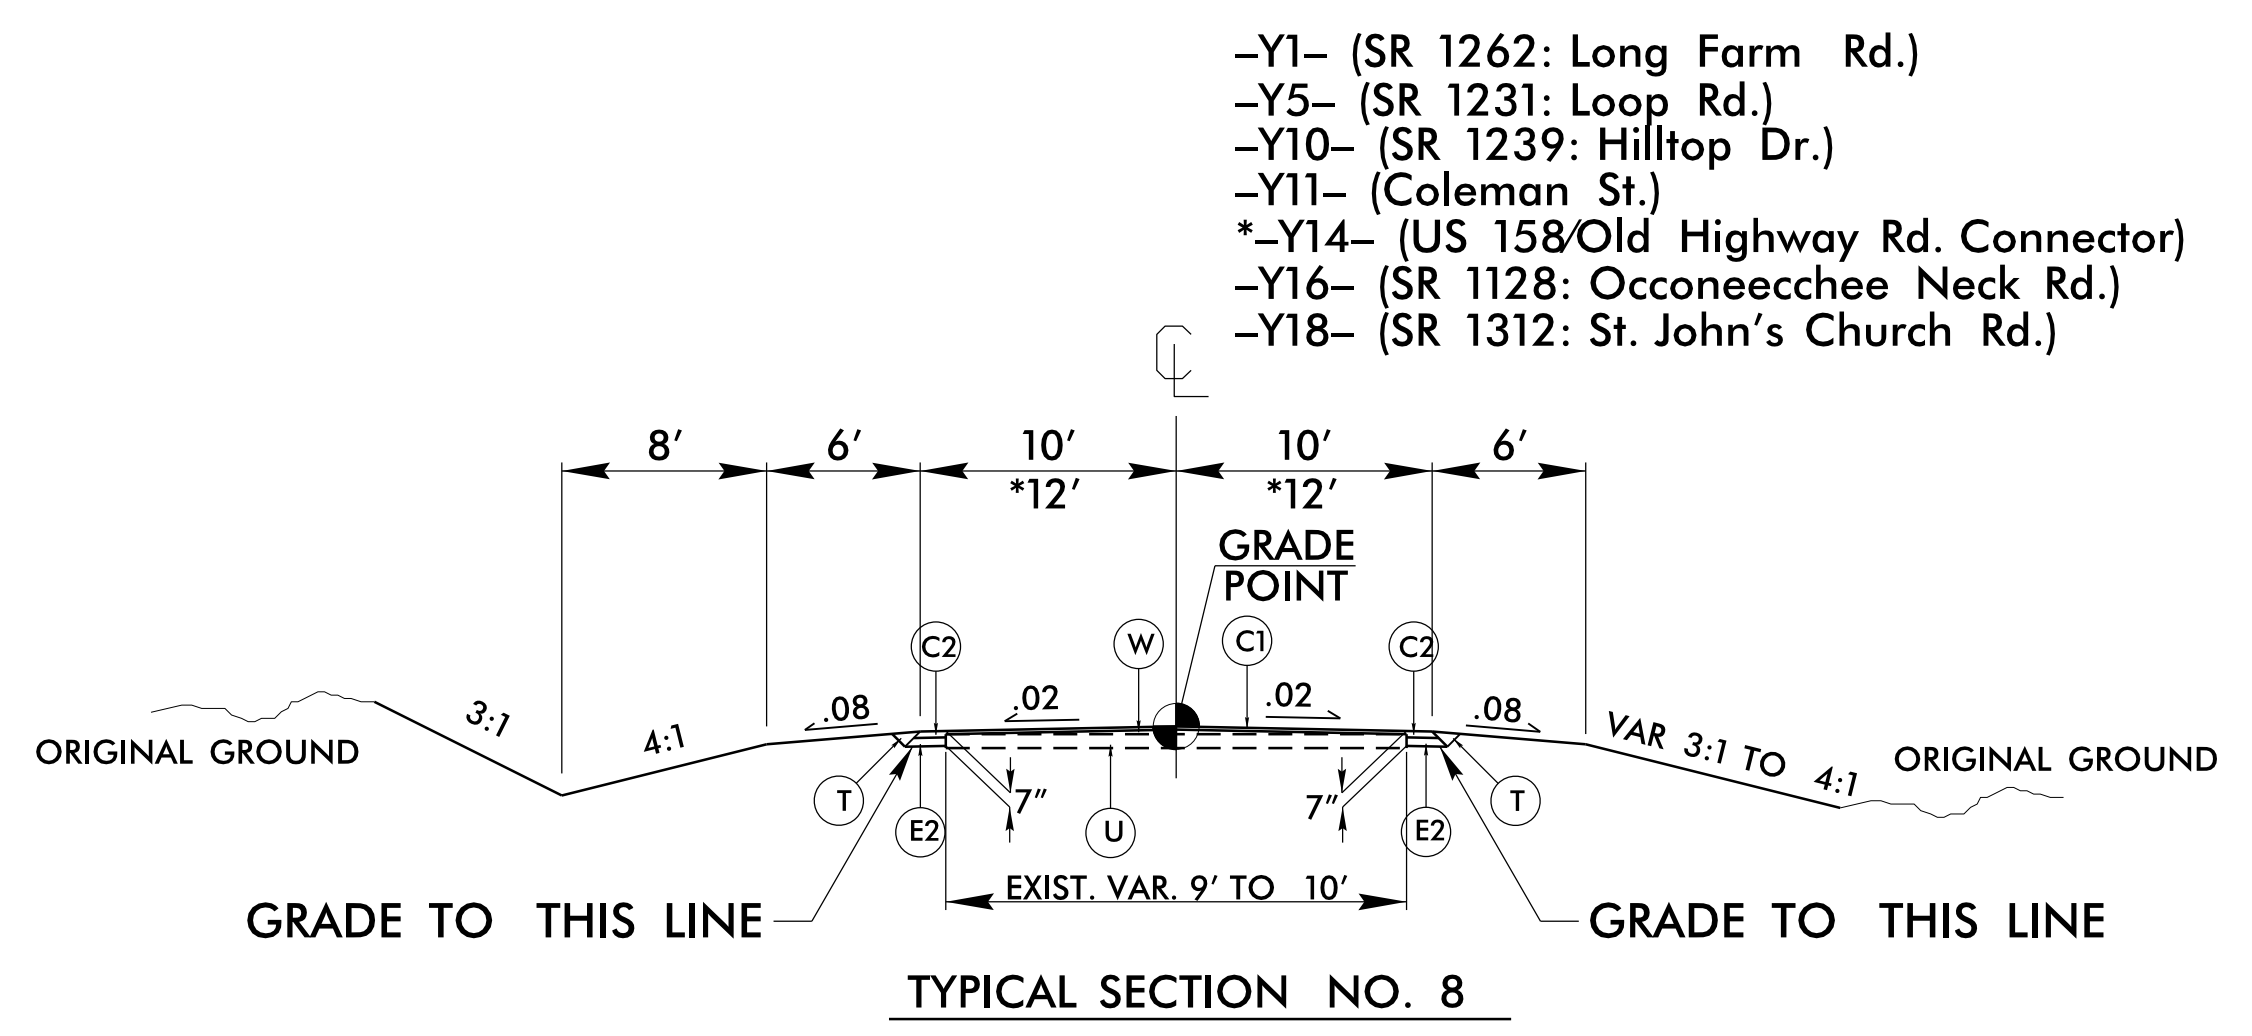 –Y1– (SR 1262: Long Farm Rd.)
–Y5– (SR 1231: Loop Rd.)
–Y10– (SR 1239: Hilltop Dr.)
–Y11– (Coleman St.)
*–Y14– (US 158/Old Highway Rd. Connector)
–Y16– (SR 1128: Occoneecchee Neck Rd.)
–Y18– (SR 1312: St. John's Church Rd.)
CL
8' 6' 10' 10' 6'
*12' *12'
GRADE
POINT
C2 W C1 C2
3:1 4:1 .08 .02 .02 .08 VAR 3:1 TO 4:1
ORIGINAL GROUND ORIGINAL GROUND
T 7" 7" T
E2 U E2
EXIST. VAR. 9' TO 10'
GRADE TO THIS LINE GRADE TO THIS LINE
TYPICAL SECTION NO. 8